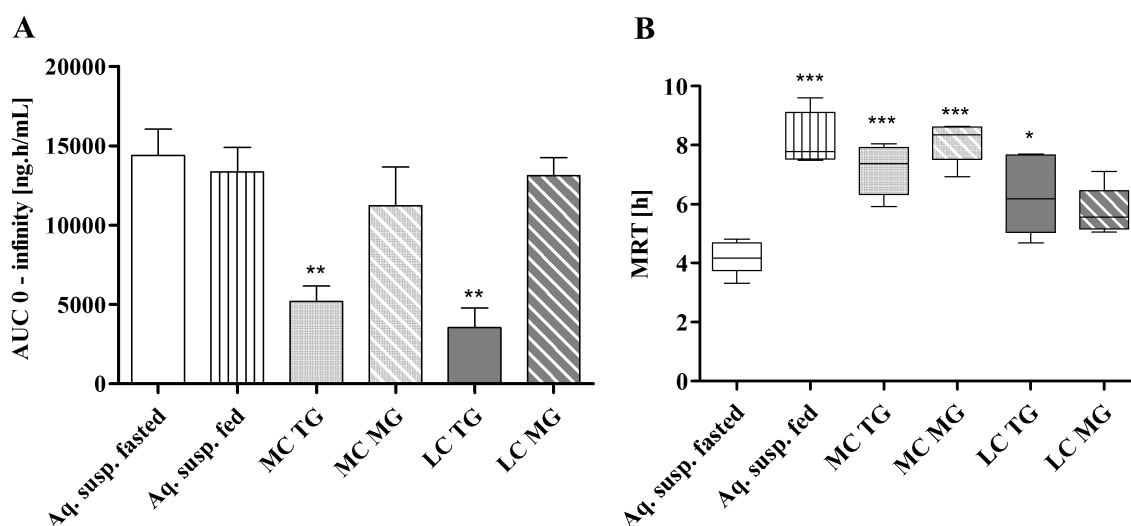 A
AUC 0 - infinity [ng.h/mL]
20000
15000
10000
5000
0
**
**
Aq. susp. fasted
Aq. susp. fed
MC TG
MC MG
LC TG
LC MG
B
MRT [h]
10
8
6
4
2
0
***
***
***
*
Aq. susp. fasted
Aq. susp. fed
MC TG
MC MG
LC TG
LC MG